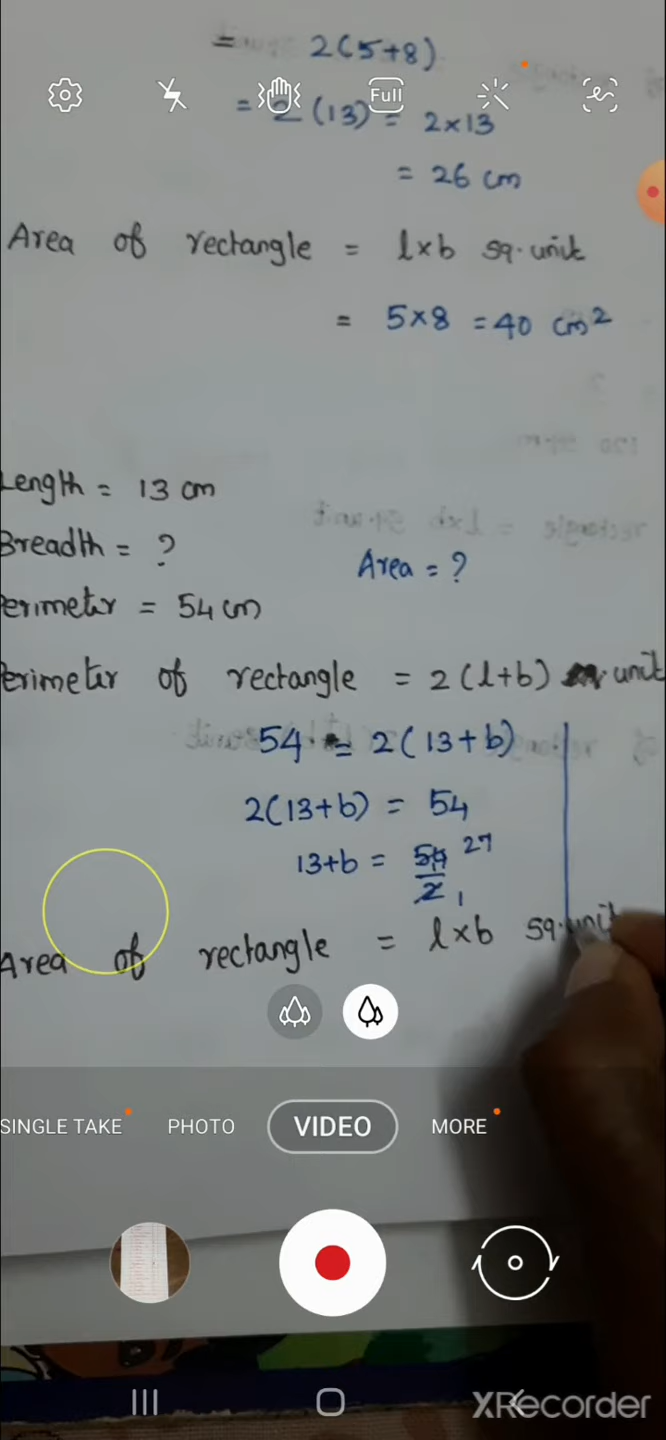 = 2(5+8)
Full
= 2 (13) = 2×13
= 26 cm
Area of rectangle = l×b sq.unit
= 5×8 = 40 cm²
Length = 13 cm
Breadth = ?
Area = ?
Perimeter = 54 cm
Perimeter of rectangle = 2(l+b) unit
54 = 2(13+b)
2(13+b) = 54
13+b = 54/2 27 1
Area of rectangle = l×b sq.unit
SINGLE TAKE PHOTO VIDEO MORE
XRecorder